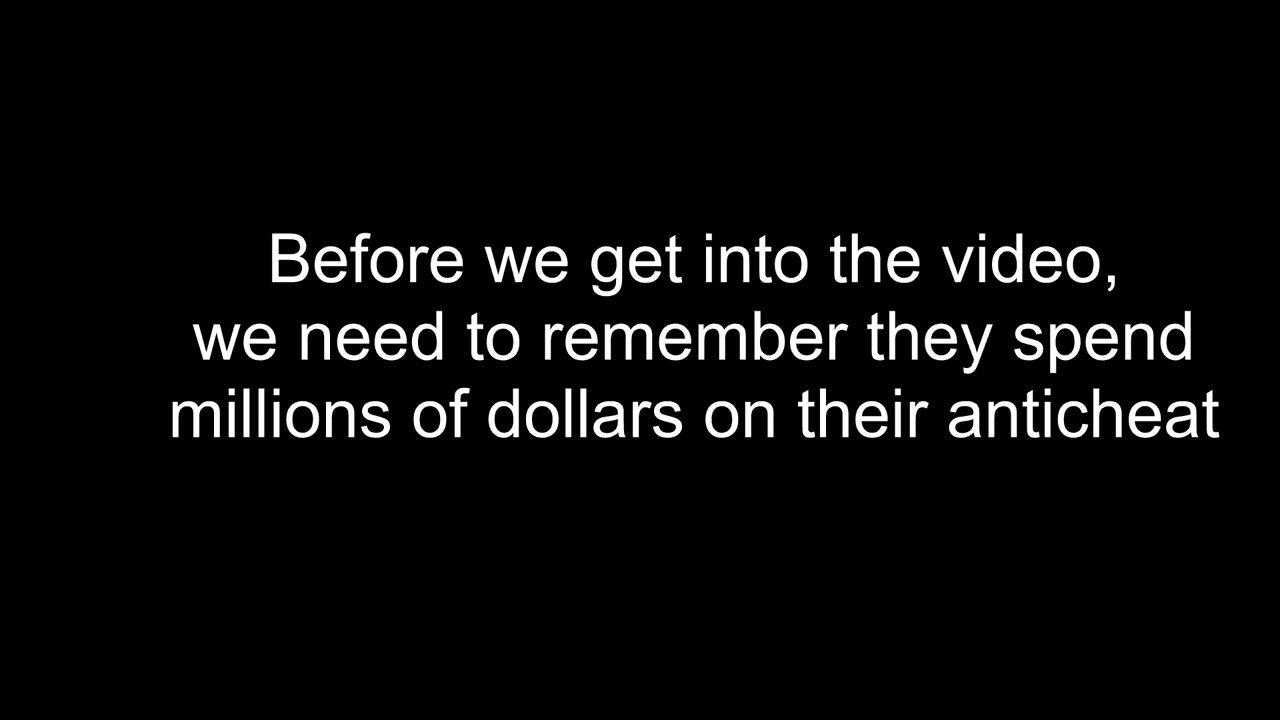 Before we get into the video,
we need to remember they spend
millions of dollars on their anticheat